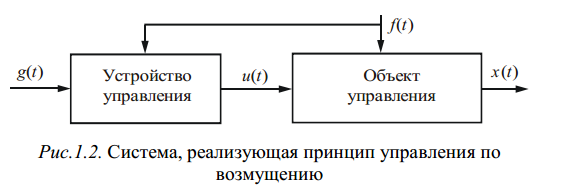 f(t)
g(t)
Устройство
управления
u(t)
Объект
управления
x(t)
Рис.1.2. Система, реализующая принцип управления по
возмущению